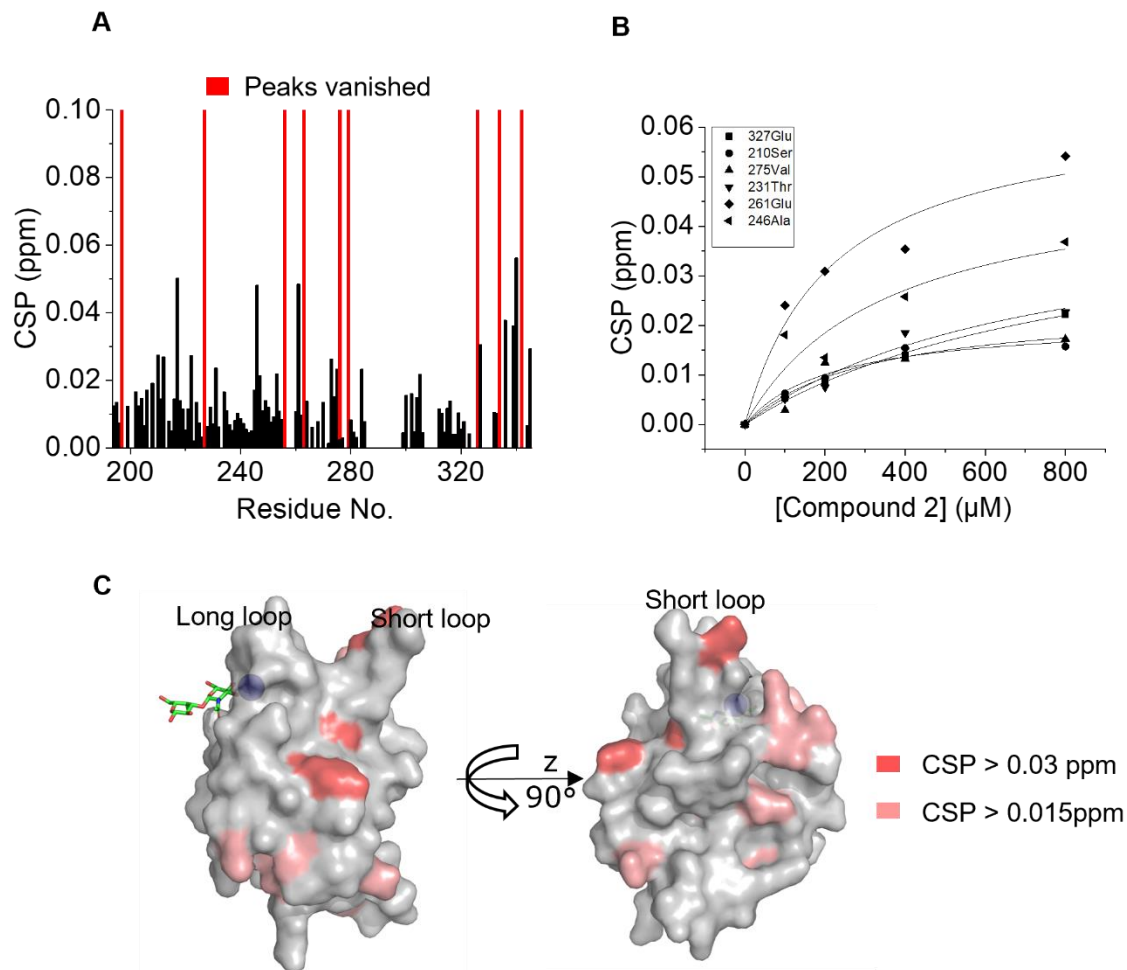 A
Peaks vanished
0.10
0.08
0.06
0.04
0.02
0.00
CSP (ppm)
200 240 280 320
Residue No.
B
0.06
0.05
0.04
0.03
0.02
0.01
0.00
CSP (ppm)
327Glu
210Ser
275Val
231Thr
261Glu
246Ala
0 200 400 600 800
[Compound 2] (µM)
C
Long loop
Short loop
z
90°
Short loop
CSP > 0.03 ppm
CSP > 0.015ppm